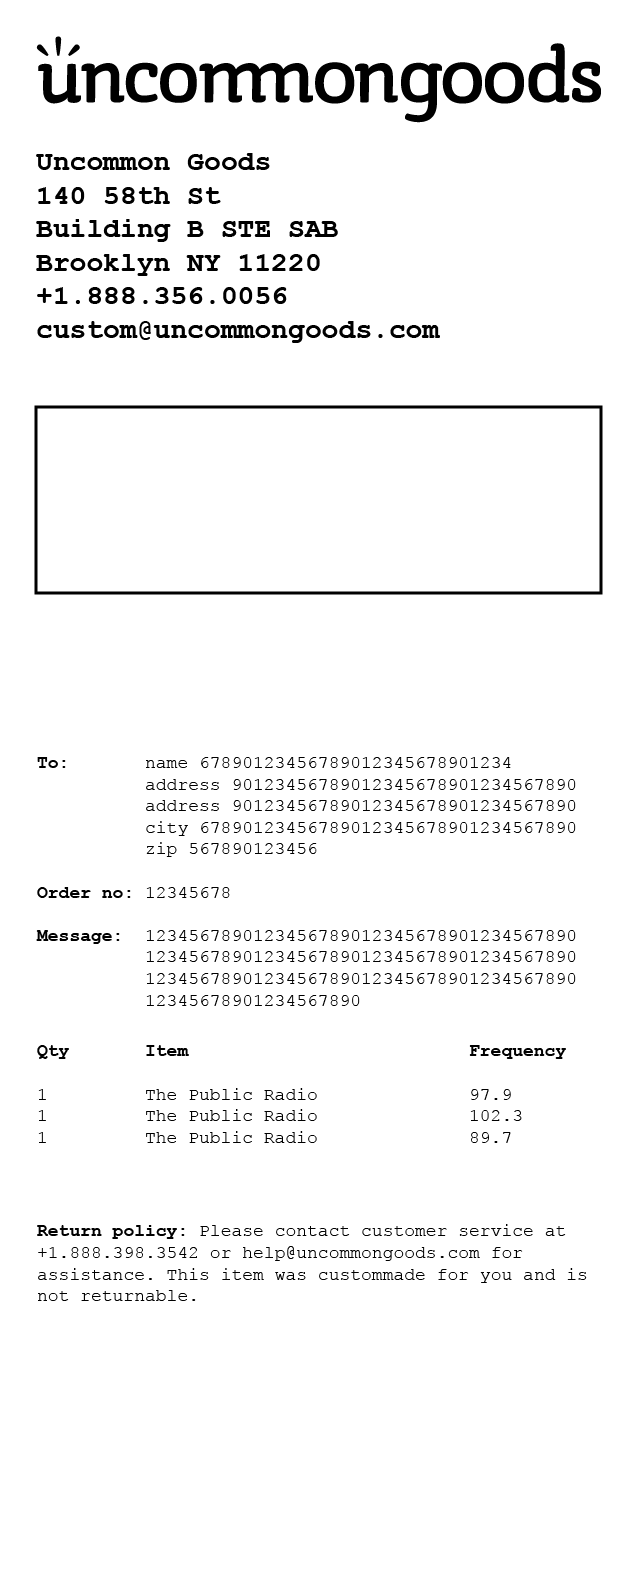 uncommongoods
Uncommon Goods
140 58th St
Building B STE SAB
Brooklyn NY 11220
+1.888.356.0056
custom@uncommongoods.com
To: name 67890123456789012345678901234
address 90123456789012345678901234567890
address 90123456789012345678901234567890
city 67890123456789012345678901234567890
zip 567890123456
Order no: 12345678
Message: 1234567890123456789012345678901234567890
1234567890123456789012345678901234567890
1234567890123456789012345678901234567890
12345678901234567890
Qty Item Frequency
1 The Public Radio 97.9
1 The Public Radio 102.3
1 The Public Radio 89.7
Return policy: Please contact customer service at
+1.888.398.3542 or help@uncommongoods.com for
assistance. This item was custommade for you and is
not returnable.